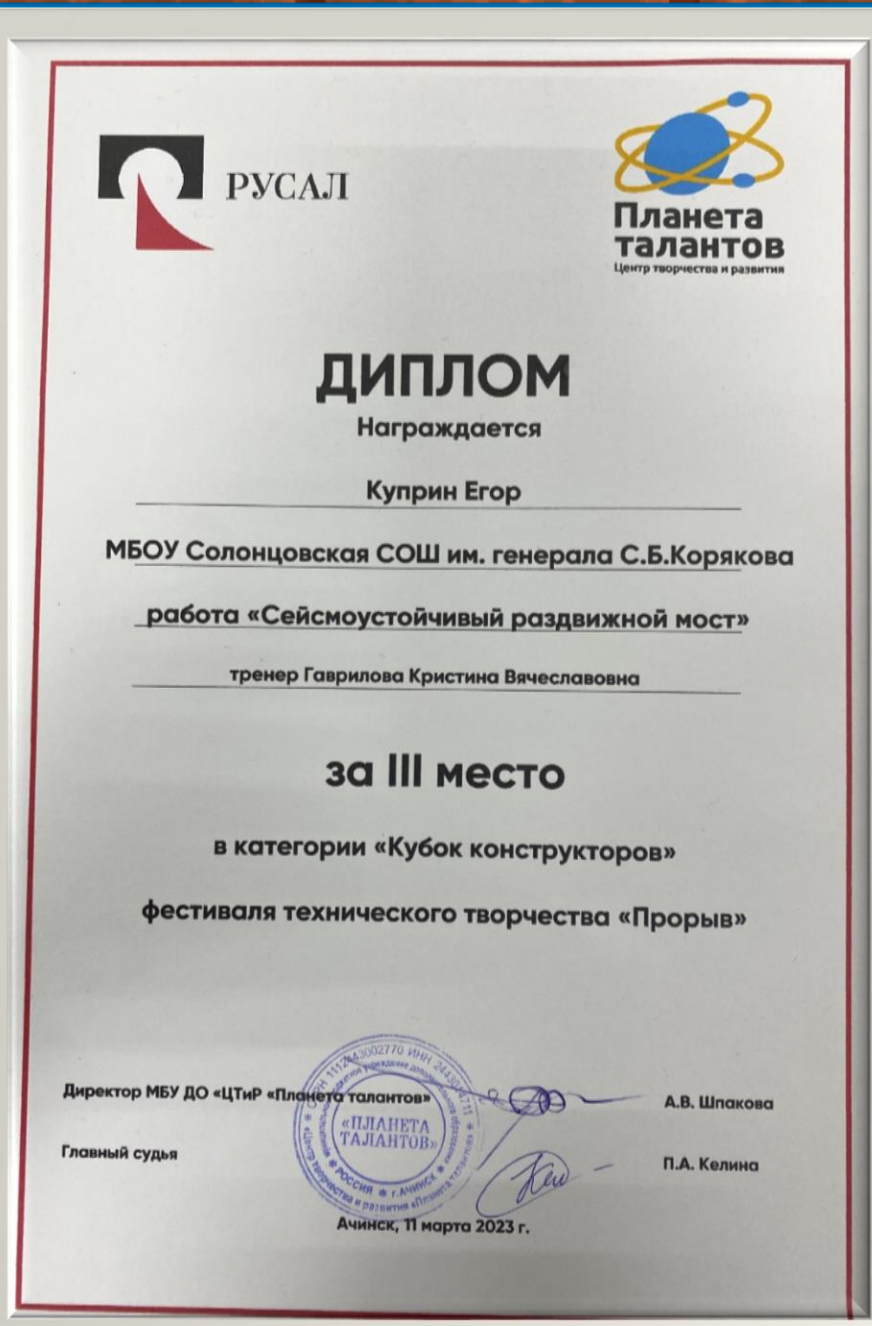 РУСАЛ
Планета
талантов
Центр творчества и развития
ДИПЛОМ
Награждается
Куприн Егор
МБОУ Солонцовская СОШ им. генерала С.Б.Корякова
работа «Сейсмоустойчивый раздвижной мост»
тренер Гаврилова Кристина Вячеславовна
за III место
в категории «Кубок конструкторов»
фестиваля технического творчества «Прорыв»
Директор МБУ ДО «ЦТиР «Планета талантов»
А.В. Шпакова
«ПЛАНЕТА
ТАЛАНТОВ»
РОССИЯ * г. АЧИНСК
Главный судья
П.А. Келина
Ачинск, 11 марта 2023 г.